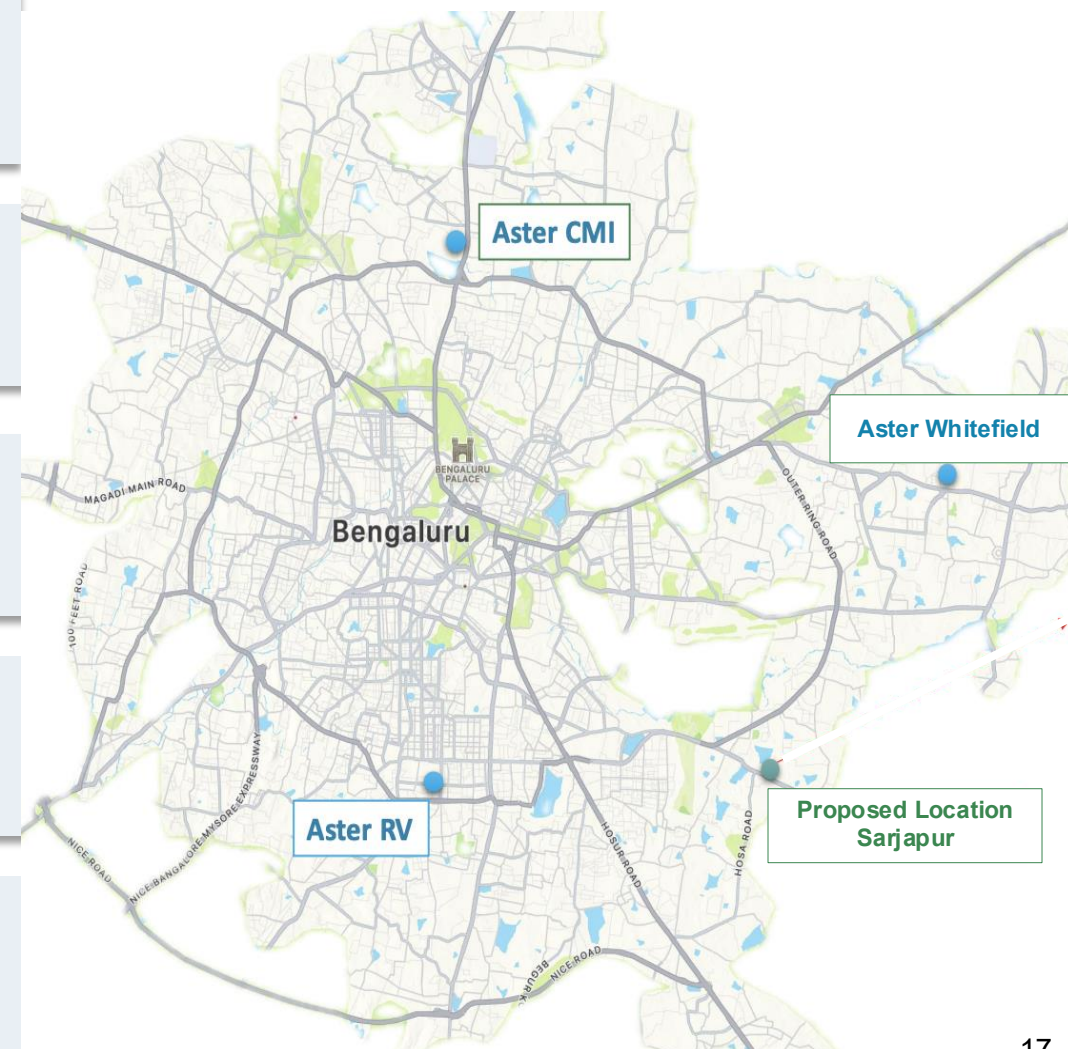 Aster CMI
Aster Whitefield
BENGALURU
PALACE
MAGADI MAIN ROAD
OUTER RING ROAD
Bengaluru
100 FEET ROAD
NICE BANGALORE-MYSORE EXPRESSWAY
Aster RV
Proposed Location
Sarjapur
HOSUR ROAD
HOSA ROAD
NICE ROAD
NICE ROAD
17